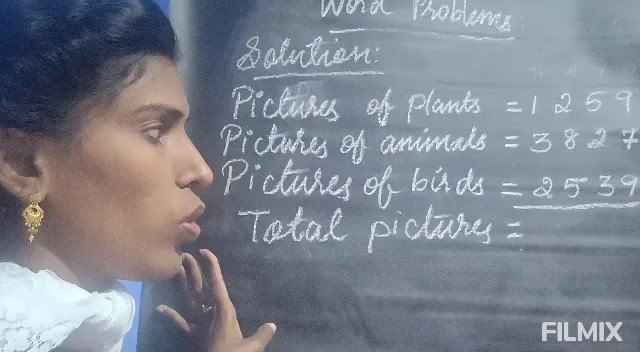 Word Problems
Solution:
Pictures of plants = 1 2 5 9
Pictures of animals = 3 8 2 7
Pictures of birds = 2 5 3 9
Total pictures =
FILMIX